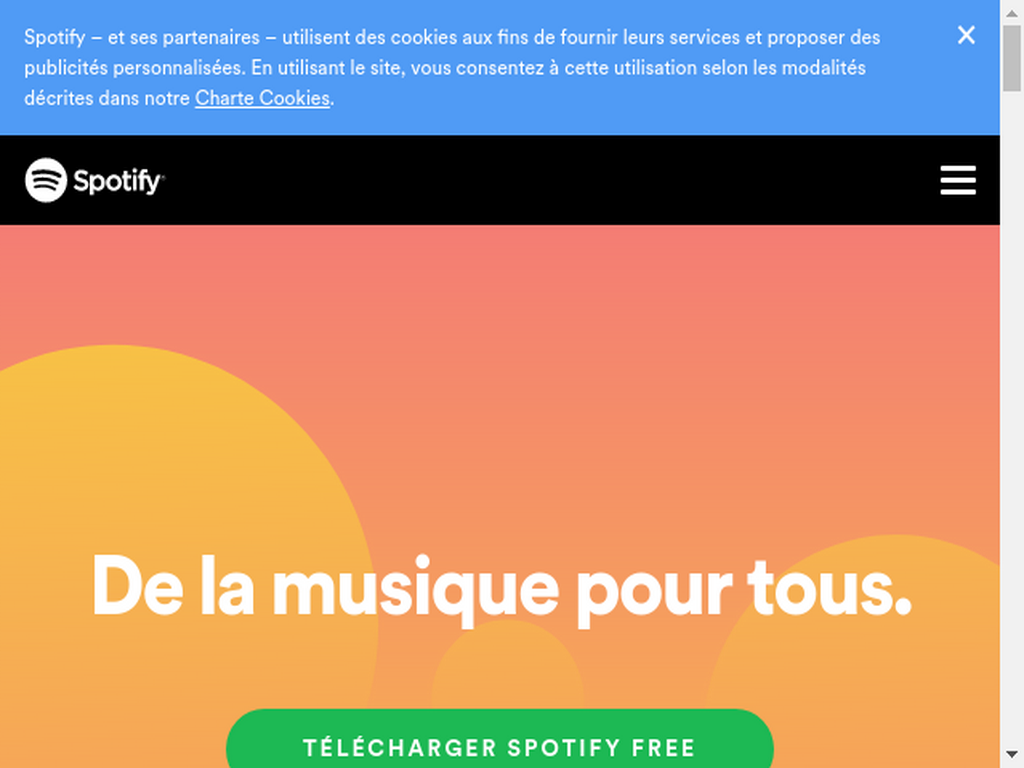 Spotify – et ses partenaires – utilisent des cookies aux fins de fournir leurs services et proposer des
publicités personnalisées. En utilisant le site, vous consentez à cette utilisation selon les modalités
décrites dans notre Charte Cookies.
Spotify
De la musique pour tous.
TÉLÉCHARGER SPOTIFY FREE